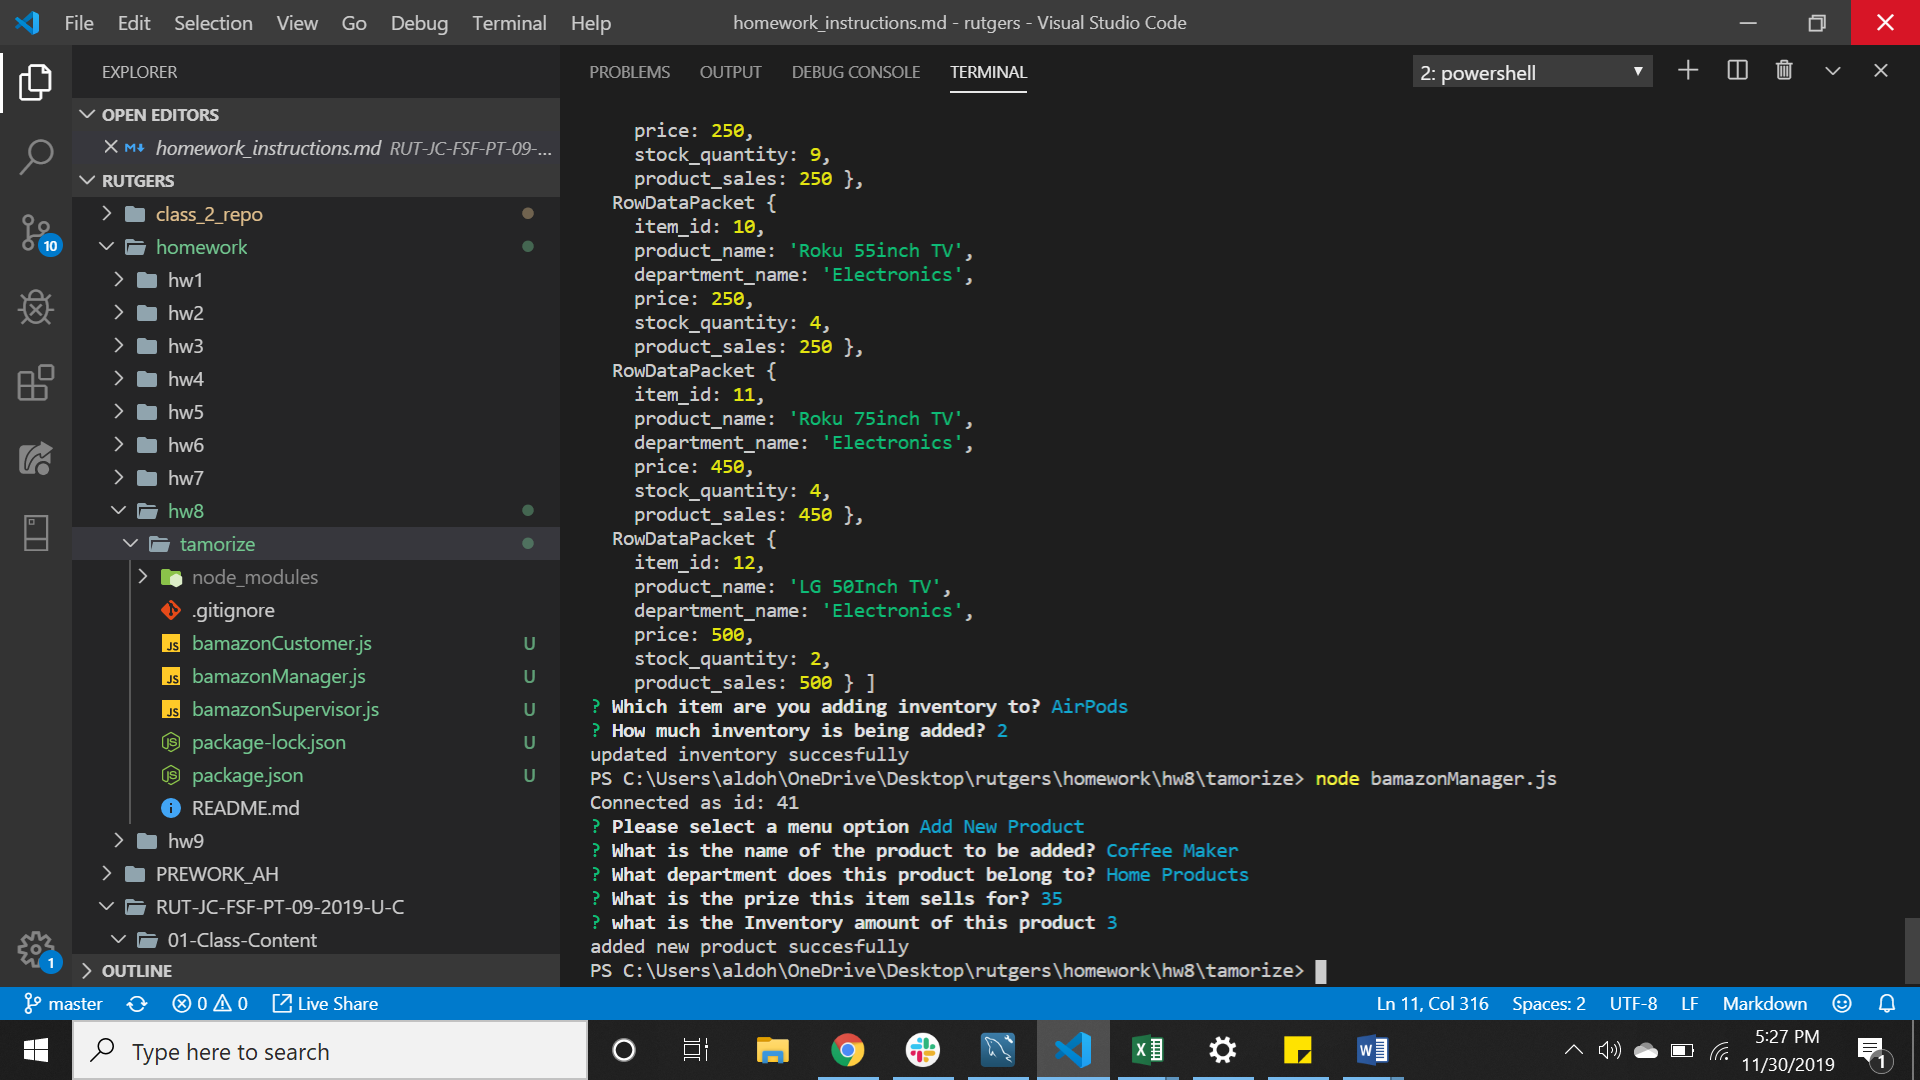 File Edit Selection View Go Debug Terminal Help
homework_instructions.md - rutgers - Visual Studio Code
EXPLORER
OPEN EDITORS
homework_instructions.md RUT-JC-FSF-PT-09-...
RUTGERS
class_2_repo
homework
hw1
hw2
hw3
hw4
hw5
hw6
hw7
hw8
tamorize
node_modules
.gitignore
JS bamazonCustomer.js U
JS bamazonManager.js U
JS bamazonSupervisor.js U
package-lock.json U
package.json U
README.md
hw9
PREWORK_AH
RUT-JC-FSF-PT-09-2019-U-C
01-Class-Content
OUTLINE
10
1
PROBLEMS OUTPUT DEBUG CONSOLE TERMINAL
2: powershell
price: 250,
stock_quantity: 9,
product_sales: 250 },
RowDataPacket {
item_id: 10,
product_name: 'Roku 55inch TV',
department_name: 'Electronics',
price: 250,
stock_quantity: 4,
product_sales: 250 },
RowDataPacket {
item_id: 11,
product_name: 'Roku 75inch TV',
department_name: 'Electronics',
price: 450,
stock_quantity: 4,
product_sales: 450 },
RowDataPacket {
item_id: 12,
product_name: 'LG 50Inch TV',
department_name: 'Electronics',
price: 500,
stock_quantity: 2,
product_sales: 500 } ]
? Which item are you adding inventory to? AirPods
? How much inventory is being added? 2
updated inventory succesfully
PS C:\Users\aldoh\OneDrive\Desktop\rutgers\homework\hw8\tamorize> node bamazonManager.js
Connected as id: 41
? Please select a menu option Add New Product
? What is the name of the product to be added? Coffee Maker
? What department does this product belong to? Home Products
? What is the prize this item sells for? 35
? what is the Inventory amount of this product 3
added new product succesfully
PS C:\Users\aldoh\OneDrive\Desktop\rutgers\homework\hw8\tamorize>
master 0 0 Live Share
Ln 11, Col 316 Spaces: 2 UTF-8 LF Markdown
Type here to search
5:27 PM
11/30/2019
1